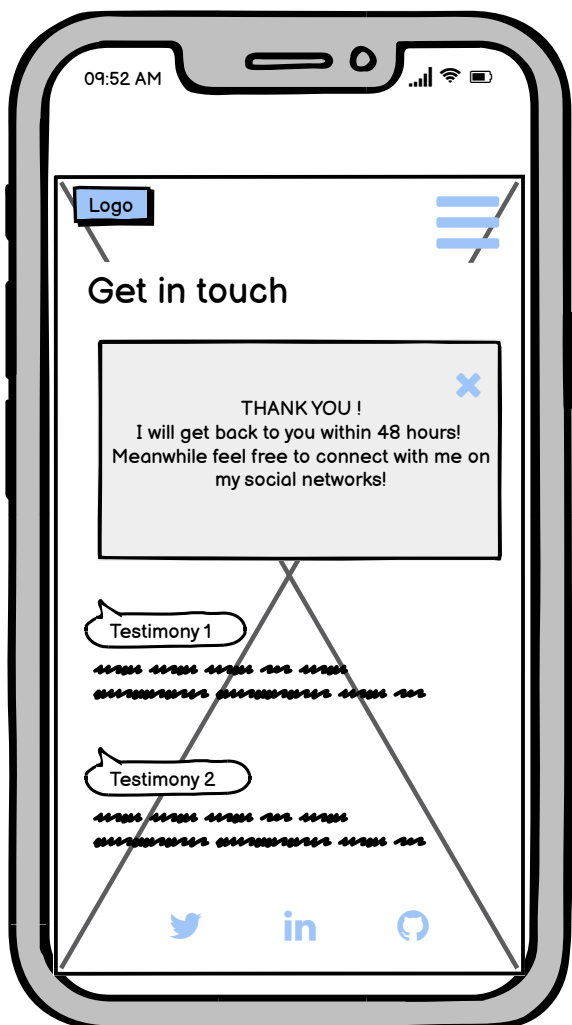 09:52 AM
Logo
Get in touch
THANK YOU !
I will get back to you within 48 hours!
Meanwhile feel free to connect with me on
my social networks!
Testimony 1
Testimony 2
in